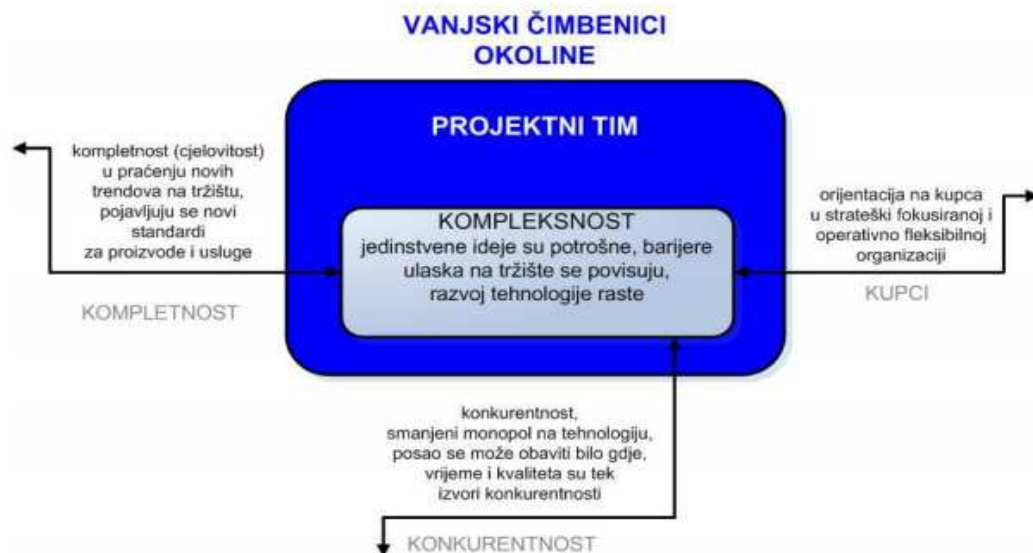 VANJSKI ČIMBENICI
OKOLINE
PROJEKTNI TIM
kompletnost (cjelovitost)
u praćenju novih
trendova na tržištu,
pojavljuju se novi
standardi
za proizvode i usluge
KOMPLETNOST
KOMPLEKSNOST
jedinstvene ideje su potrošne, barijere
ulaska na tržište se povisuju,
razvoj tehnologije raste
orijentacija na kupca
u strateški fokusiranoj i
operativno fleksibilnoj
organizaciji
KUPCI
konkurentnost,
smanjeni monopol na tehnologiju,
posao se može obaviti bilo gdje,
vrijeme i kvaliteta su tek
izvori konkurentnosti
KONKURENTNOST